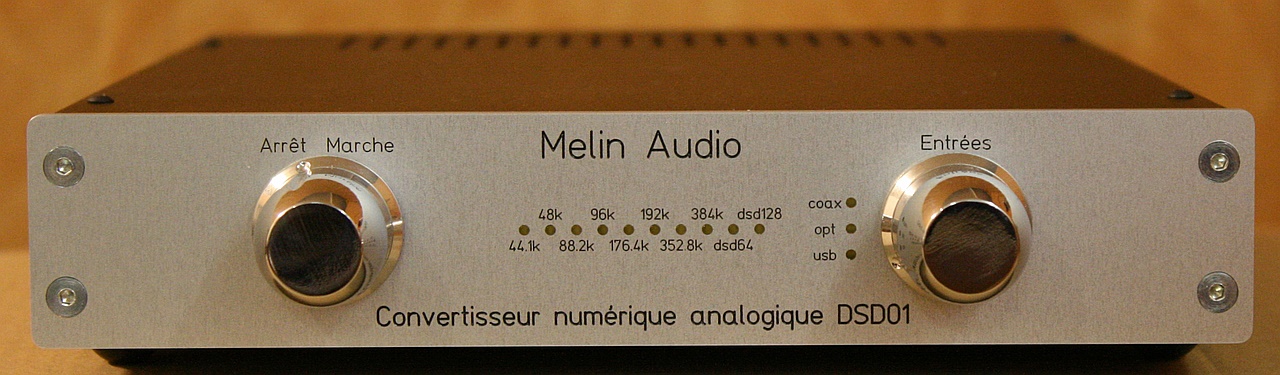 Arrêt Marche
Melin Audio
Entrées
48k 96k 192k 384k dsd128
44.1k 88.2k 176.4k 352.8k dsd64
coax
opt
usb
Convertisseur numérique analogique DSD01